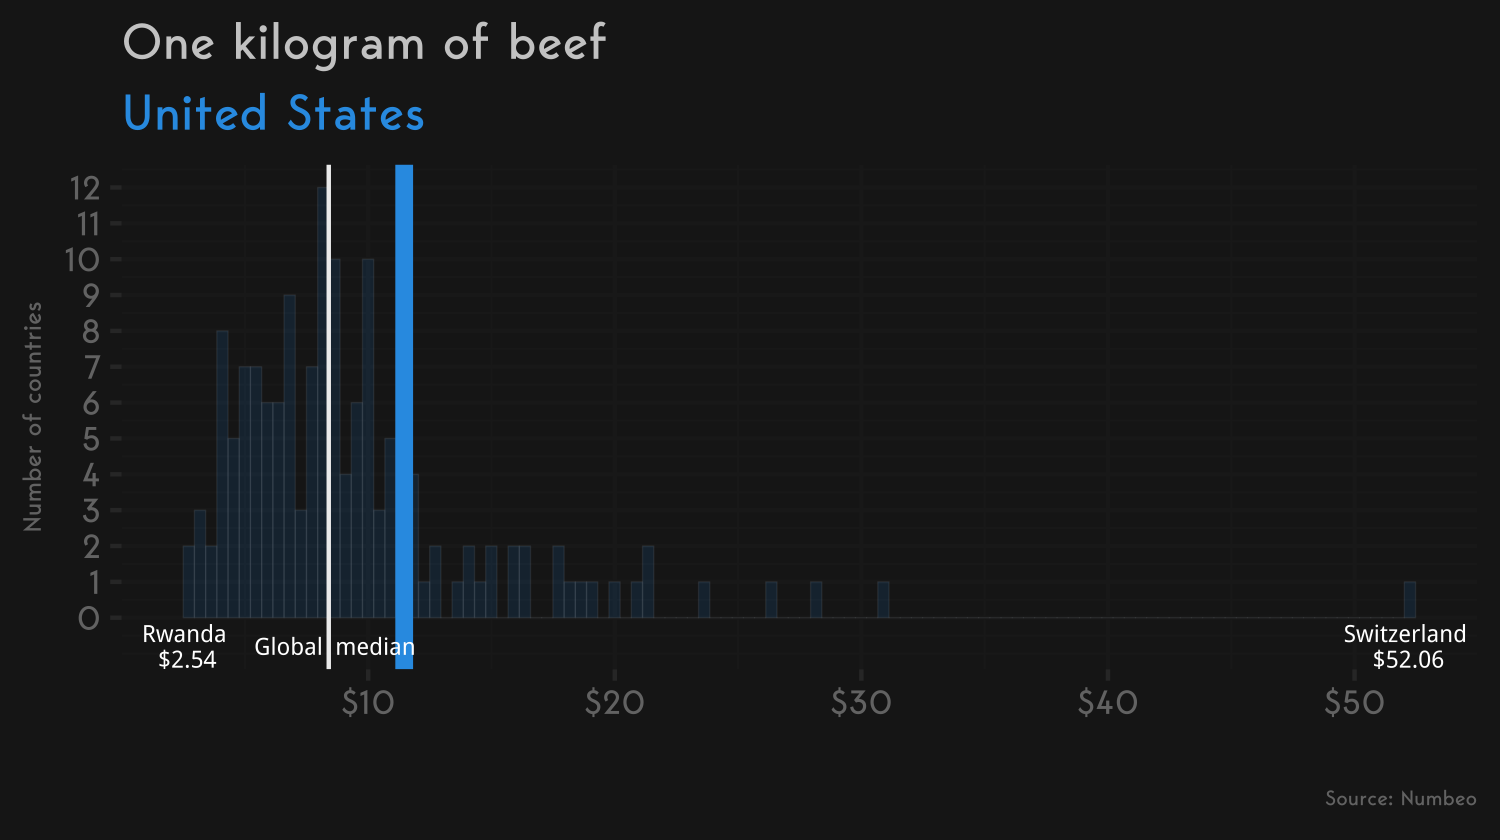 One kilogram of beef
United States
Number of countries
12
11
10
9
8
7
6
5
4
3
2
1
0
Rwanda
$2.54
Global median
Switzerland
$52.06
$10 $20 $30 $40 $50
Source: Numbeo